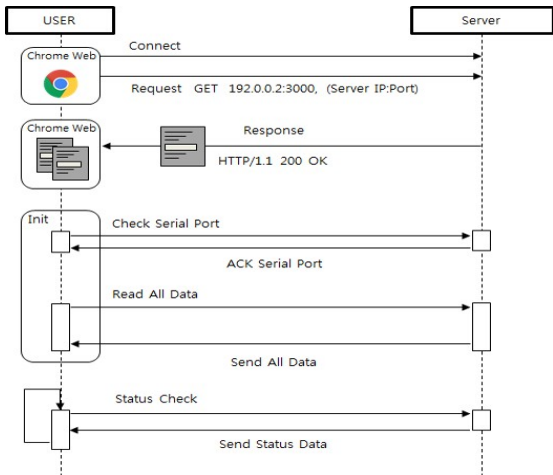 USER
Server
Chrome Web
Connect
Request GET 192.0.0.2:3000, (Server IP:Port)
Chrome Web
Response
HTTP/1.1 200 OK
Init
Check Serial Port
ACK Serial Port
Read All Data
Send All Data
Status Check
Send Status Data